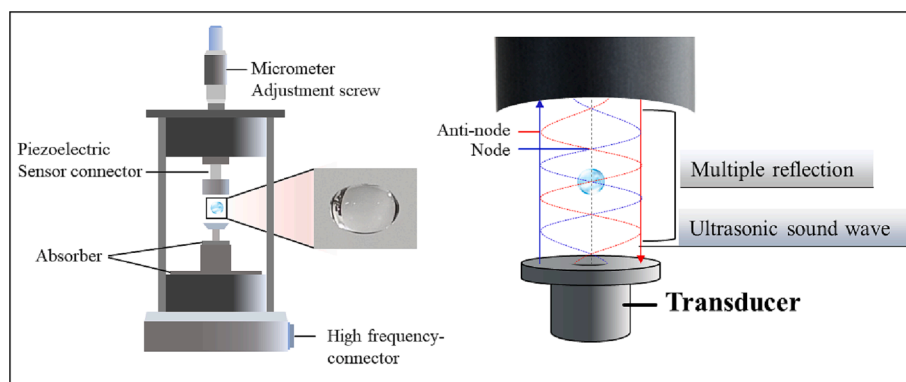 Micrometer
Adjustment screw
Piezoelectric
Sensor connector
Absorber
High frequency-
connector
Anti-node
Node
Multiple reflection
Ultrasonic sound wave
Transducer